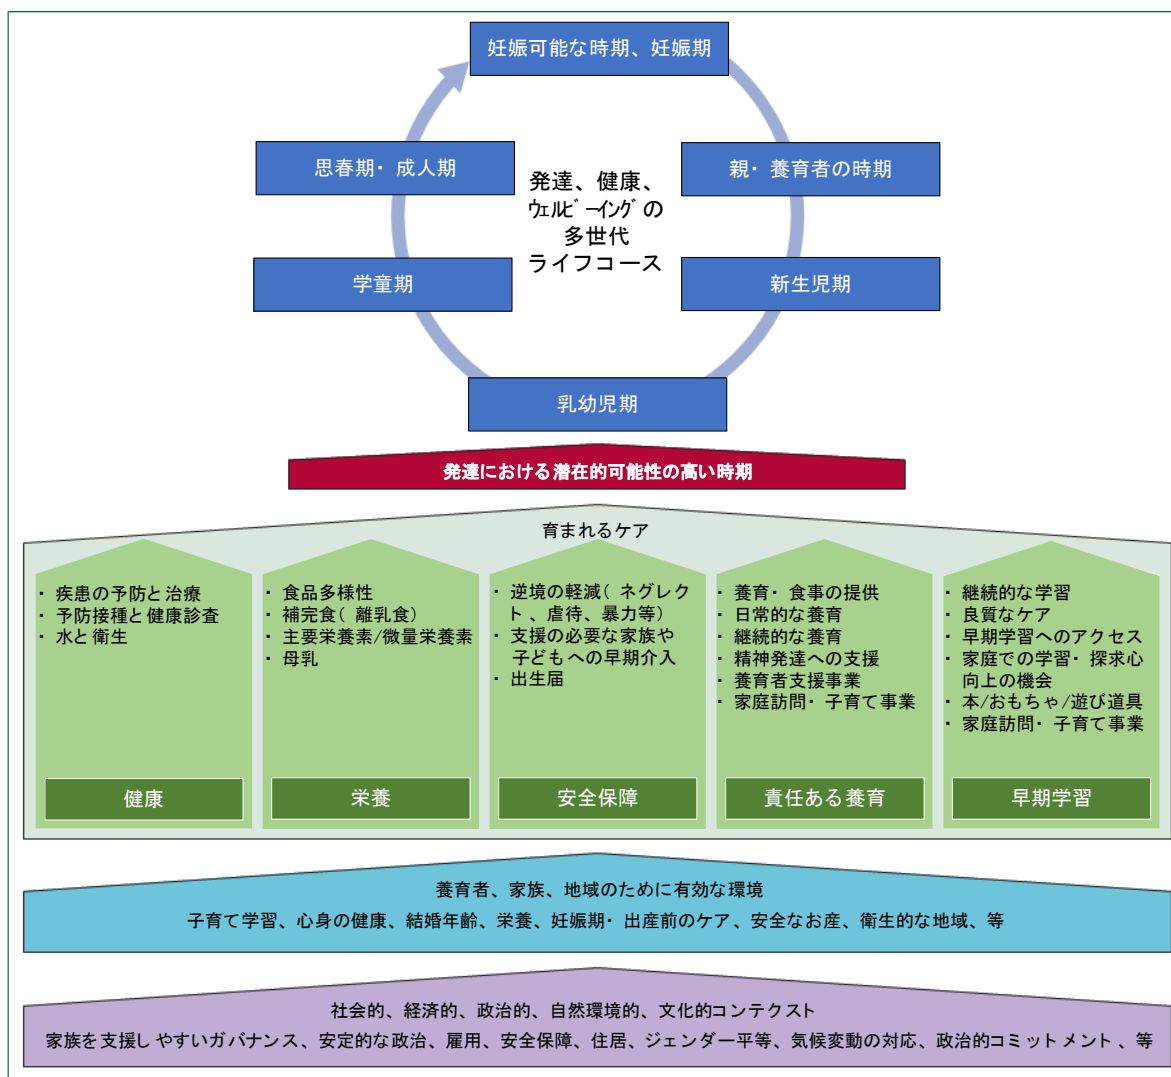 妊娠可能な時期、妊娠期
思春期・成人期
親・養育者の時期
発達、健康、
ウェルビーイングの
多世代
ライフコース
学童期
新生児期
乳幼児期
発達における潜在的可能性の高い時期
育まれるケア
・ 疾患の予防と治療
・ 予防接種と健康診査
・ 水と衛生
健康
・ 食品多様性
・ 補完食(離乳食)
・ 主要栄養素/微量栄養素
・ 母乳
栄養
・ 逆境の軽減(ネグレク
ト、虐待、暴力等)
・ 支援の必要な家族や
子どもへの早期介入
・ 出生届
安全保障
・ 養育・食事の提供
・ 日常的な養育
・ 継続的な養育
・ 精神発達への支援
・ 養育者支援事業
・ 家庭訪問・子育て事業
責任ある養育
・ 継続的な学習
・ 良質なケア
・ 早期学習へのアクセス
・ 家庭での学習・探求心
向上の機会
・ 本/おもちゃ/遊び道具
・ 家庭訪問・子育て事業
早期学習
養育者、家族、地域のために有効な環境
子育て学習、心身の健康、結婚年齢、栄養、妊娠期・出産前のケア、安全なお産、衛生的な地域、等
社会的、経済的、政治的、自然環境的、文化的コンテクスト
家族を支援しやすいガバナンス、安定的な政治、雇用、安全保障、住居、ジェンダー平等、気候変動の対応、政治的コミットメント、等